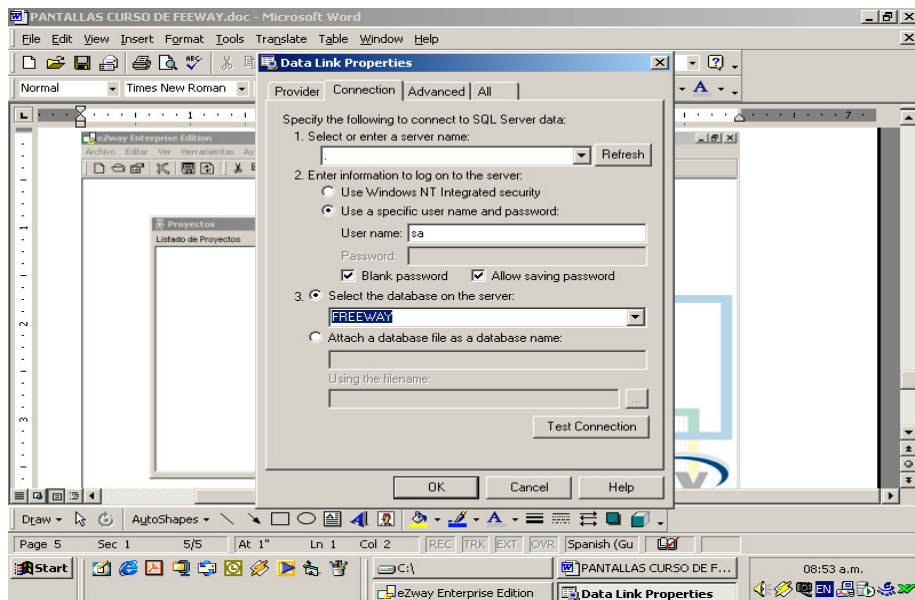 PANTALLAS CURSO DE FEEWAY.doc - Microsoft Word
File Edit View Insert Format Tools Translate Table Window Help
Normal Times New Roman
eZway Enterprise Edition
Archivo Editar Ver Herramientas Ay
Proyectos
Listado de Proyectos
Data Link Properties
Provider Connection Advanced All
Specify the following to connect to SQL Server data:
1. Select or enter a server name:
. Refresh
2. Enter information to log on to the server:
Use Windows NT Integrated security
Use a specific user name and password:
User name: sa
Password:
Blank password Allow saving password
3. Select the database on the server:
FREEWAY
Attach a database file as a database name:
Using the filename:
...
Test Connection
OK Cancel Help
Draw AutoShapes
Page 5 Sec 1 5/5 At 1" Ln 1 Col 2 REC TRK EXT OVR Spanish (Gu
Start C:\ PANTALLAS CURSO DE F... 08:53 a.m.
eZway Enterprise Edition Data Link Properties EN